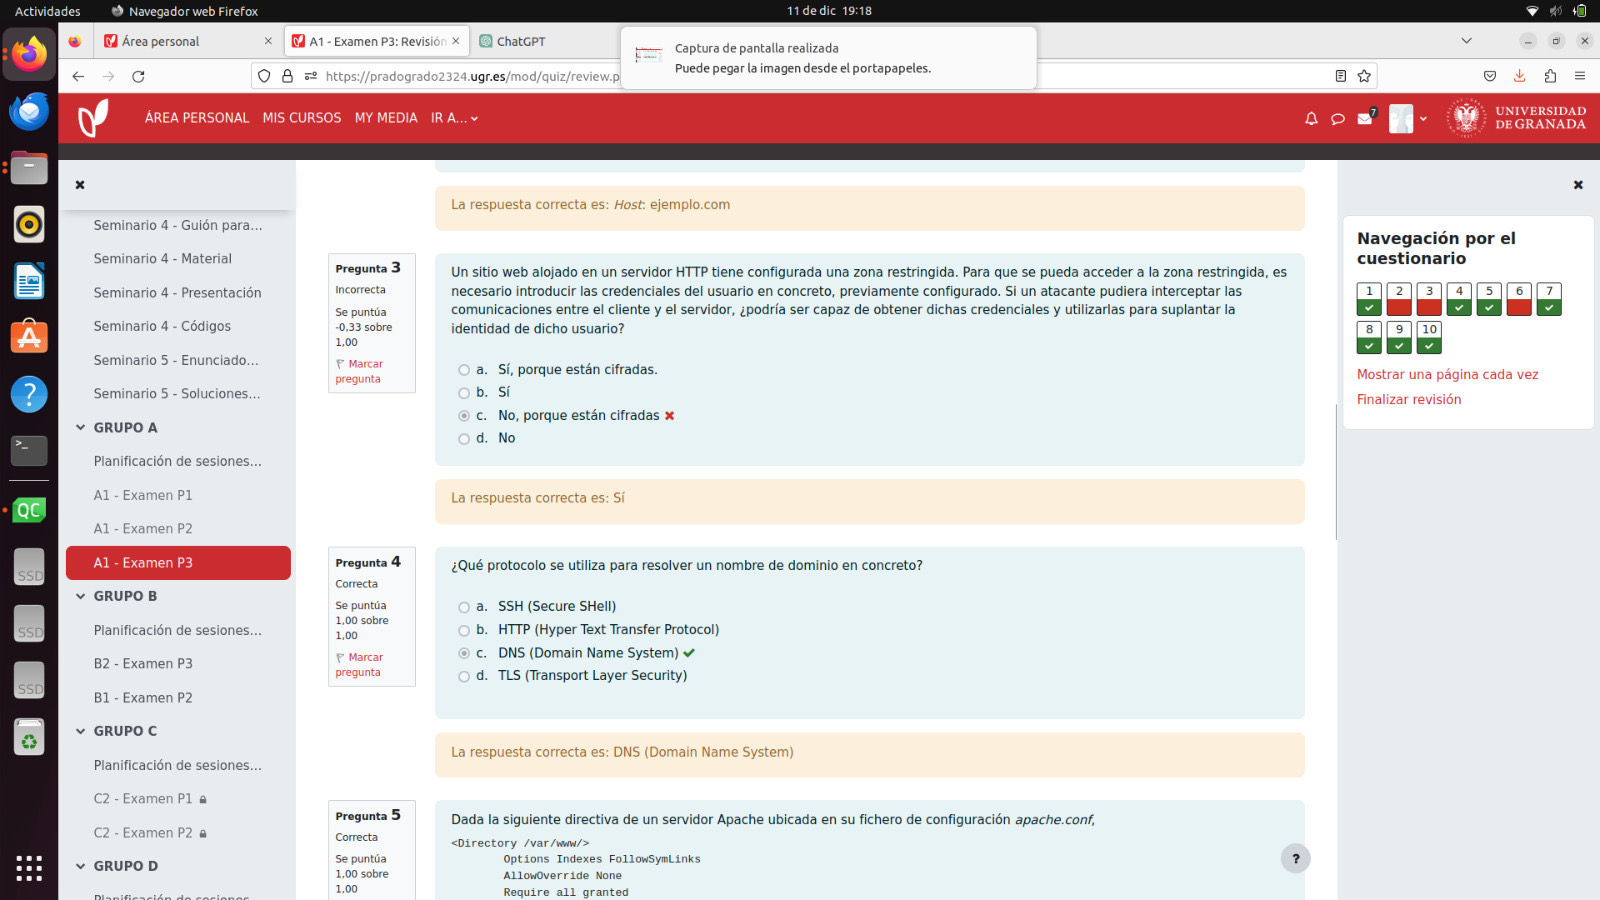 Actividades
Navegador web Firefox
11 de dic 19:18
Área personal
A1 - Examen P3: Revisión
ChatGPT
https://pradogrado2324.ugr.es/mod/quiz/review.p
Captura de pantalla realizada
Puede pegar la imagen desde el portapapeles.
ÁREA PERSONAL
MIS CURSOS
MY MEDIA
IR A...
7
UNIVERSIDAD
DE GRANADA
Seminario 4 - Guión para...
Seminario 4 - Material
Seminario 4 - Presentación
Seminario 4 - Códigos
Seminario 5 - Enunciado...
Seminario 5 - Soluciones...
GRUPO A
Planificación de sesiones...
A1 - Examen P1
A1 - Examen P2
A1 - Examen P3
GRUPO B
Planificación de sesiones...
B2 - Examen P3
B1 - Examen P2
GRUPO C
Planificación de sesiones...
C2 - Examen P1
C2 - Examen P2
GRUPO D
Planificación de sesiones
QC
SSD
SSD
SSD
La respuesta correcta es: Host: ejemplo.com
Pregunta 3
Incorrecta
Se puntúa
-0,33 sobre
1,00
Marcar
pregunta
Un sitio web alojado en un servidor HTTP tiene configurada una zona restringida. Para que se pueda acceder a la zona restringida, es
necesario introducir las credenciales del usuario en concreto, previamente configurado. Si un atacante pudiera interceptar las
comunicaciones entre el cliente y el servidor, ¿podría ser capaz de obtener dichas credenciales y utilizarlas para suplantar la
identidad de dicho usuario?
a. Sí, porque están cifradas.
b. Sí
c. No, porque están cifradas
d. No
La respuesta correcta es: Sí
Pregunta 4
Correcta
Se puntúa
1,00 sobre
1,00
Marcar
pregunta
¿Qué protocolo se utiliza para resolver un nombre de dominio en concreto?
a. SSH (Secure SHell)
b. HTTP (Hyper Text Transfer Protocol)
c. DNS (Domain Name System)
d. TLS (Transport Layer Security)
La respuesta correcta es: DNS (Domain Name System)
Pregunta 5
Correcta
Se puntúa
1,00 sobre
1,00
Dada la siguiente directiva de un servidor Apache ubicada en su fichero de configuración apache.conf,
<Directory /var/www/>
Options Indexes FollowSymLinks
AllowOverride None
Require all granted
?
Navegación por el
cuestionario
1 2 3 4 5 6 7
8 9 10
Mostrar una página cada vez
Finalizar revisión